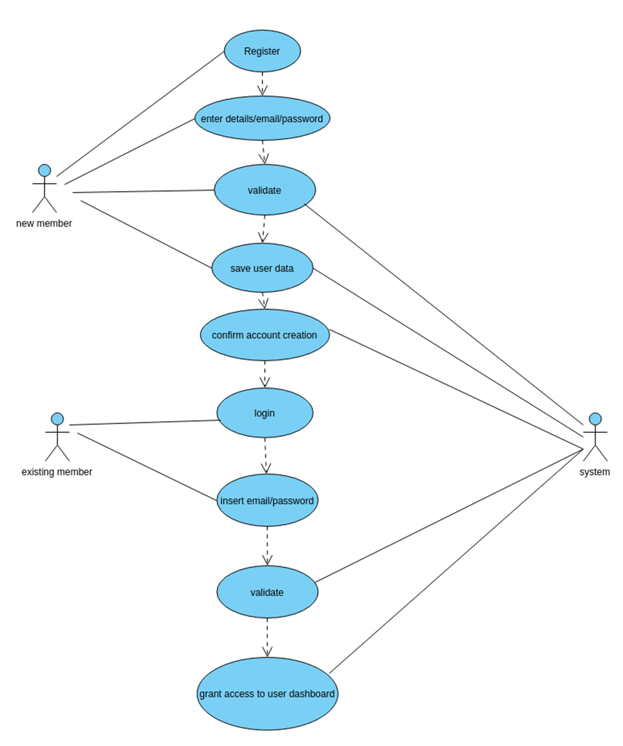 Register
enter details/email/password
validate
new member
save user data
confirm account creation
login
existing member
system
insert email/password
validate
grant access to user dashboard